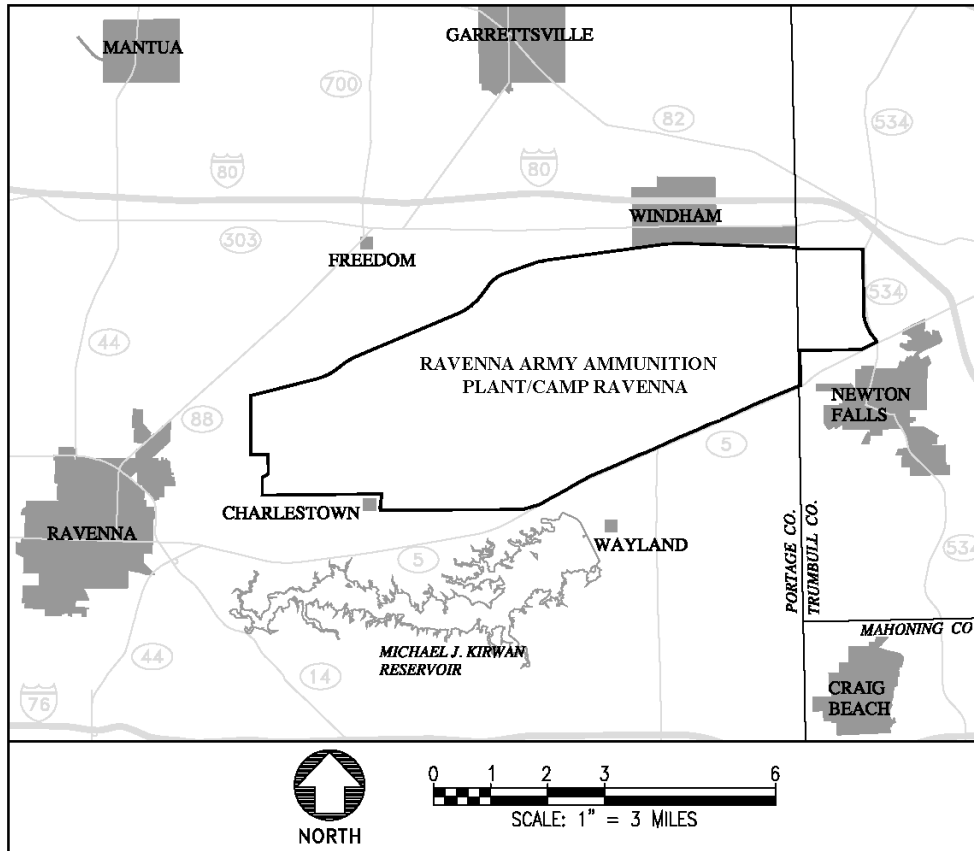 GARRETTSVILLE
MANTUA
700
82
534
80
80
WINDHAM
303
FREEDOM
534
44
RAVENNA ARMY AMMUNITION
PLANT/CAMP RAVENNA
NEWTON
FALLS
88
5
CHARLESTOWN
RAVENNA
WAYLAND
5
534
PORTAGE CO.
TRUMBULL CO.
MAHONING CO
MICHAEL J. KIRWAN
RESERVOIR
44
14
76
CRAIG
BEACH
0 1 2 3 6
SCALE: 1" = 3 MILES
NORTH